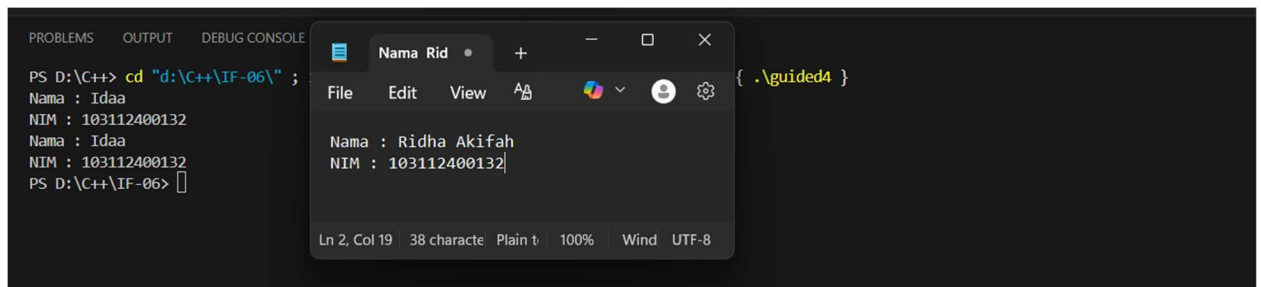 PROBLEMS OUTPUT DEBUG CONSOLE
PS D:\C++> cd "d:\C++\IF-06\" ; { .\guided4 }
Nama : Idaa
NIM : 103112400132
Nama : Idaa
NIM : 103112400132
PS D:\C++\IF-06>
Nama Rid
File Edit View
Nama : Ridha Akifah
NIM : 103112400132
Ln 2, Col 19 38 characte Plain t 100% Wind UTF-8